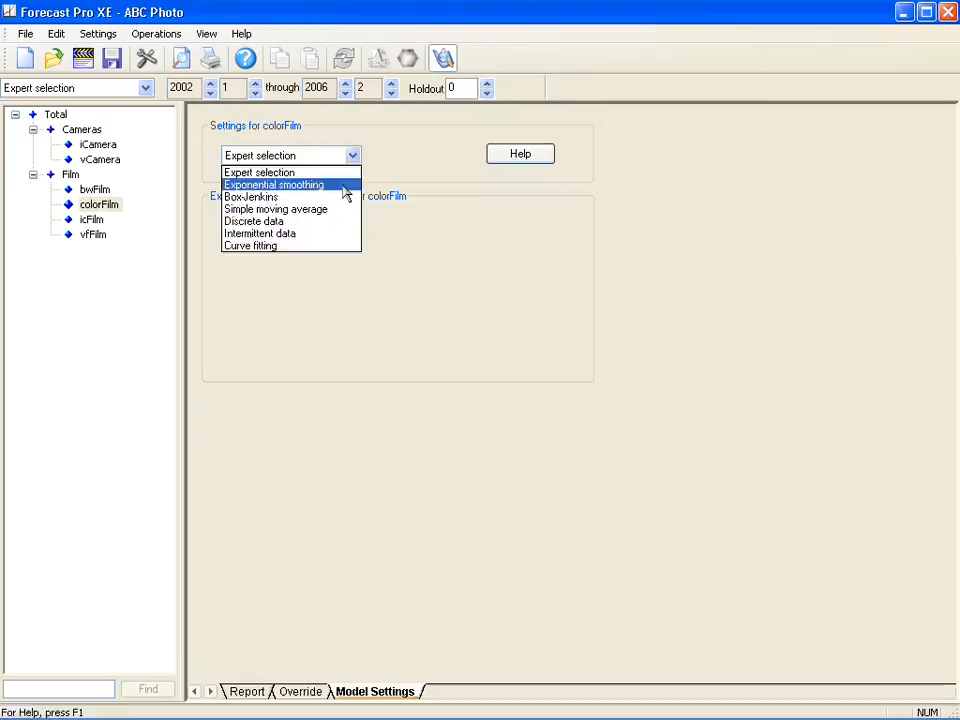 Forecast Pro XE - ABC Photo
File Edit Settings Operations View Help
Expert selection 2002 1 through 2006 2 Holdout 0
Total
Cameras
iCamera
vCamera
Film
bwFilm
colorFilm
icFilm
vfFilm
Settings for colorFilm
Expert selection Help
Expert selection
Exponential smoothing
Box-Jenkins
Simple moving average
Discrete data
Intermittent data
Curve fitting
Ex r colorFilm
Find
Report Override Model Settings
For Help, press F1 NUM